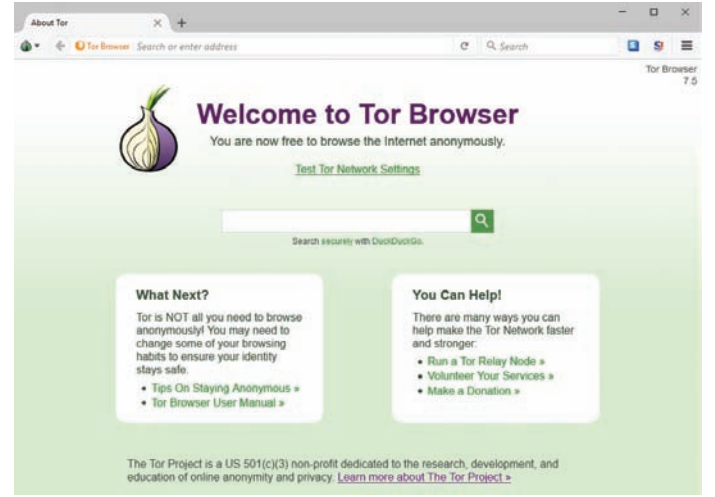 About Tor
Tor Browser Search or enter address
Search
S
S!
Tor Browser
7.5
Welcome to Tor Browser
You are now free to browse the Internet anonymously.
Test Tor Network Settings
Search securely with DuckDuckGo.
What Next?
Tor is NOT all you need to browse
anonymously! You may need to
change some of your browsing
habits to ensure your identity
stays safe.
• Tips On Staying Anonymous »
• Tor Browser User Manual »
You Can Help!
There are many ways you can
help make the Tor Network faster
and stronger:
• Run a Tor Relay Node »
• Volunteer Your Services »
• Make a Donation »
The Tor Project is a US 501(c)(3) non-profit dedicated to the research, development, and
education of online anonymity and privacy. Learn more about The Tor Project »